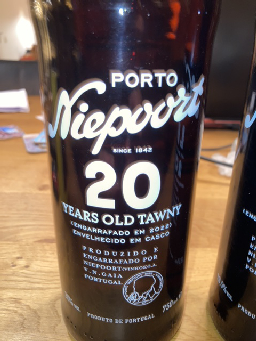 PORTO
Niepoort
SINCE 1842
20
YEARS OLD TAWNY
(ENGARRAFADO EM 2022)
ENVELHECIDO EM CASCO
PRODUZIDO E
ENGARRAFADO POR
NIEPOORT
V.N.GAIA
PORTUGAL
PRODUCT OF PORTUGAL